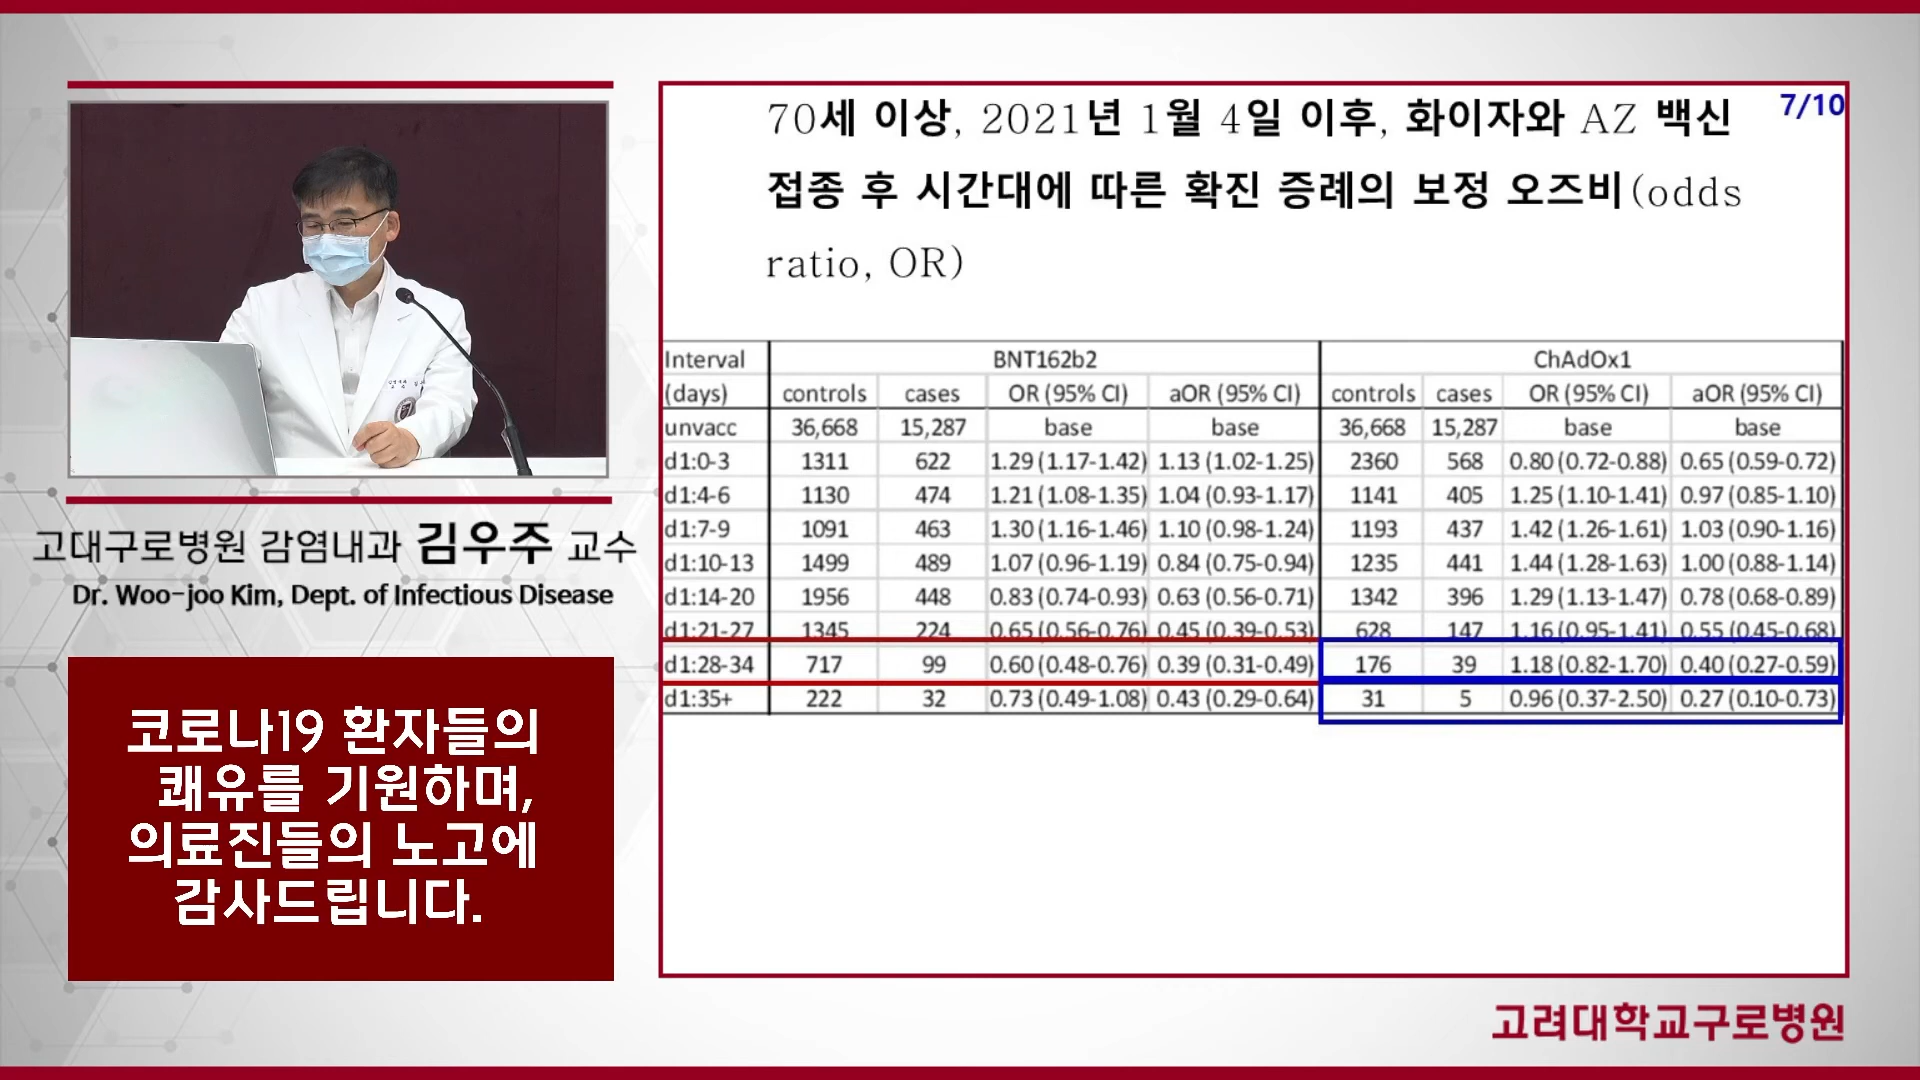 70세 이상, 2021년 1월 4일 이후, 화이자와 AZ 백신
접종 후 시간대에 따른 확진 증례의 보정 오즈비(odds
ratio, OR)
7/10
Interval BNT162b2 ChAdOx1
(days) controls cases OR (95% CI) aOR (95% CI) controls cases OR (95% CI) aOR (95% CI)
unvacc 36,668 15,287 base base 36,668 15,287 base base
d1:0-3 1311 622 1.29 (1.17-1.42) 1.13 (1.02-1.25) 2360 568 0.80 (0.72-0.88) 0.65 (0.59-0.72)
d1:4-6 1130 474 1.21 (1.08-1.35) 1.04 (0.93-1.17) 1141 405 1.25 (1.10-1.41) 0.97 (0.85-1.10)
d1:7-9 1091 463 1.30 (1.16-1.46) 1.10 (0.98-1.24) 1193 437 1.42 (1.26-1.61) 1.03 (0.90-1.16)
d1:10-13 1499 489 1.07 (0.96-1.19) 0.84 (0.75-0.94) 1235 441 1.44 (1.28-1.63) 1.00 (0.88-1.14)
d1:14-20 1956 448 0.83 (0.74-0.93) 0.63 (0.56-0.71) 1342 396 1.29 (1.13-1.47) 0.78 (0.68-0.89)
d1:21-27 1345 224 0.65 (0.56-0.76) 0.45 (0.39-0.53) 628 147 1.16 (0.95-1.41) 0.55 (0.45-0.68)
d1:28-34 717 99 0.60 (0.48-0.76) 0.39 (0.31-0.49) 176 39 1.18 (0.82-1.70) 0.40 (0.27-0.59)
d1:35+ 222 32 0.73 (0.49-1.08) 0.43 (0.29-0.64) 31 5 0.96 (0.37-2.50) 0.27 (0.10-0.73)
고대구로병원 감염내과 김우주 교수
Dr. Woo-joo Kim, Dept. of Infectious Disease
코로나19 환자들의
쾌유를 기원하며,
의료진들의 노고에
감사드립니다.
고려대학교구로병원